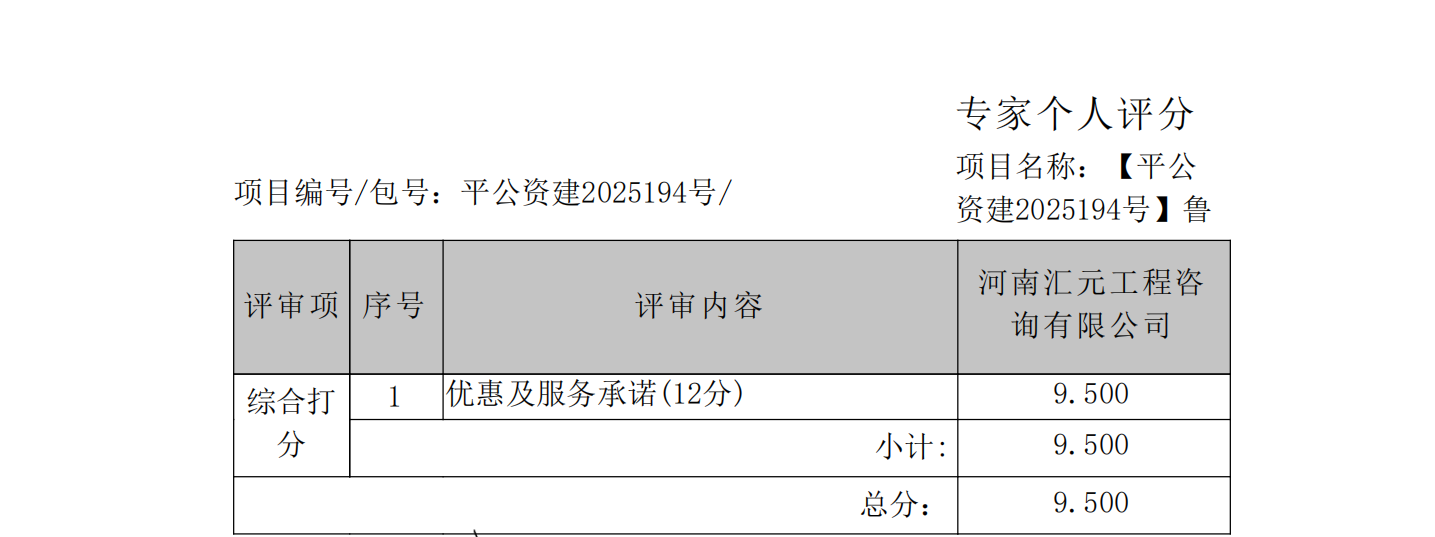 专家个人评分
项目编号/包号：平公资建2025194号/
项目名称：【平公
资建2025194号】鲁
评审项 序号 评审内容 河南汇元工程咨
询有限公司
综合打
分
1 优惠及服务承诺(12分) 9.500
小计: 9.500
总分： 9.500